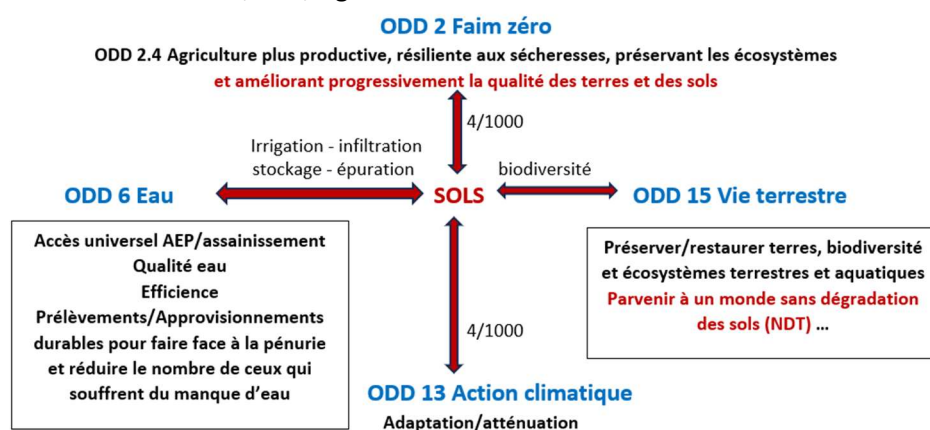 ODD 2 Faim zéro
ODD 2.4 Agriculture plus productive, résiliente aux sécheresses, préservant les écosystèmes
et améliorant progressivement la qualité des terres et des sols
4/1000
Irrigation - infiltration
stockage - épuration
biodiversité
ODD 6 Eau
SOLS
ODD 15 Vie terrestre
Accès universel AEP/assainissement
Qualité eau
Efficience
Prélèvements/Approvisionnements
durables pour faire face à la pénurie
et réduire le nombre de ceux qui
souffrent du manque d'eau
Préserver/restaurer terres, biodiversité
et écosystèmes terrestres et aquatiques
Parvenir à un monde sans dégradation
des sols (NDT) ...
4/1000
ODD 13 Action climatique
Adaptation/atténuation